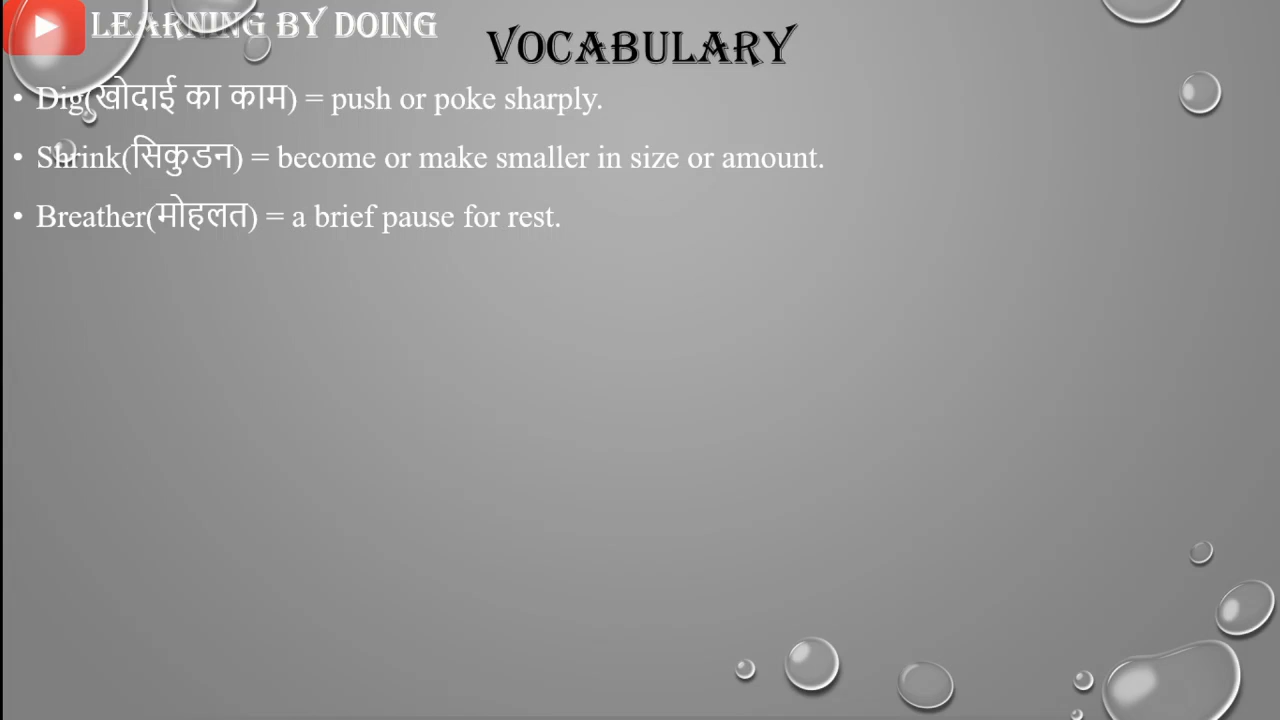 LEARNING BY DOING
VOCABULARY
• Dig(खोदाई का काम) = push or poke sharply.
• Shrink(सिकुडन) = become or make smaller in size or amount.
• Breather(मोहलत) = a brief pause for rest.